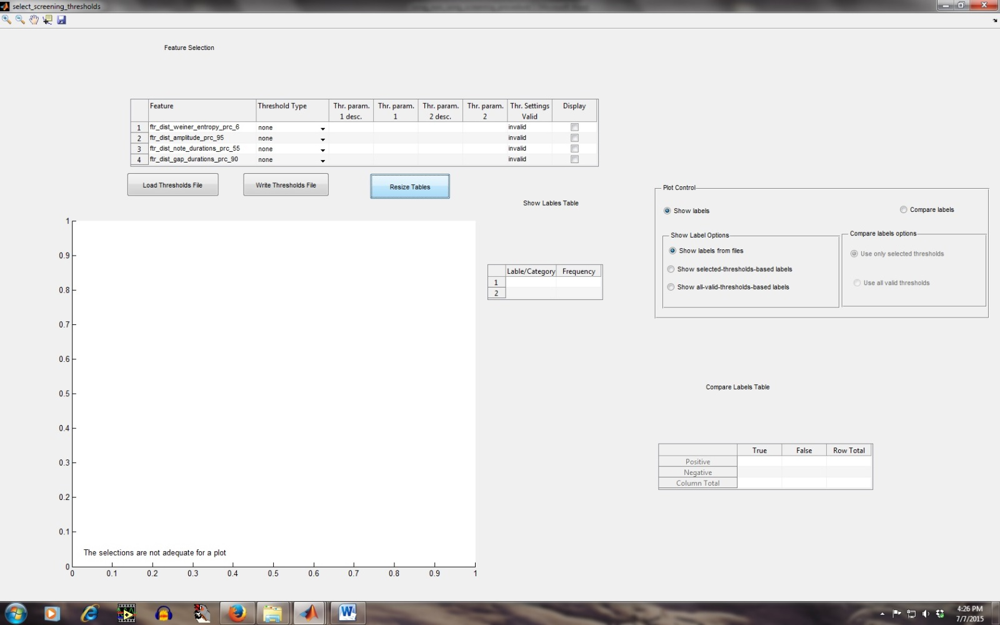 select_screening_thresholds
Feature Selection
Feature Threshold Type Thr. param. 1 desc. Thr. param. 1 Thr. param. 2 desc. Thr. param. 2 Thr. Settings Valid Display
1 ftr_dist_weiner_entropy_prc_6 none invalid
2 ftr_dist_amplitude_prc_95 none invalid
3 ftr_dist_note_durations_prc_55 none invalid
4 ftr_dist_gap_durations_prc_90 none invalid
Load Thresholds File Write Thresholds File Resize Tables
Show Lables Table
Lable/Category Frequency
1
2
Plot Control
Show labels Compare labels
Show Label Options
Show labels from files
Show selected-thresholds-based labels
Show all-valid-thresholds-based labels
Compare labels options
Use only selected thresholds
Use all valid thresholds
1
0.9
0.8
0.7
0.6
0.5
0.4
0.3
0.2
0.1
0
The selections are not adequate for a plot
0 0.1 0.2 0.3 0.4 0.5 0.6 0.7 0.8 0.9 1
Compare Labels Table
True False Row Total
Positive
Negative
Column Total
4:26 PM
7/7/2015